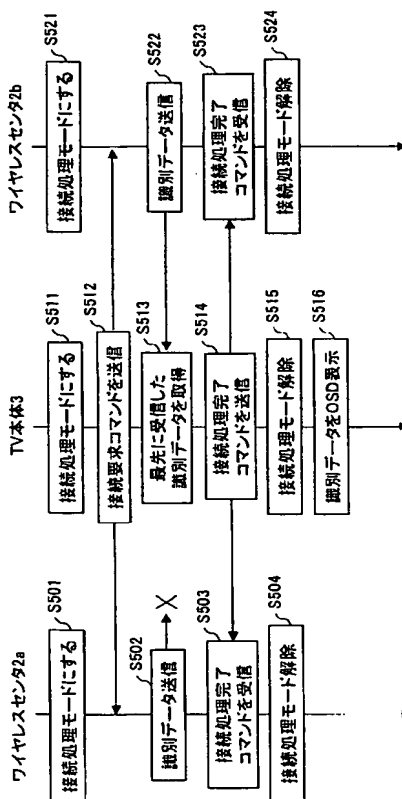 ワイヤレスセンタ2a
S501
接続処理モードにする
S502
識別データ送信
S503
接続処理完了
コマンドを受信
S504
接続処理モード解除
TV本体3
S511
接続処理モードにする
S512
接続要求コマンドを送信
S513
最先に受信した
識別データを取得
S514
接続処理完了
コマンドを送信
S515
接続処理モード解除
S516
識別データをOSD表示
ワイヤレスセンタ2b
S521
接続処理モードにする
S522
識別データ送信
S523
接続処理完了
コマンドを受信
S524
接続処理モード解除